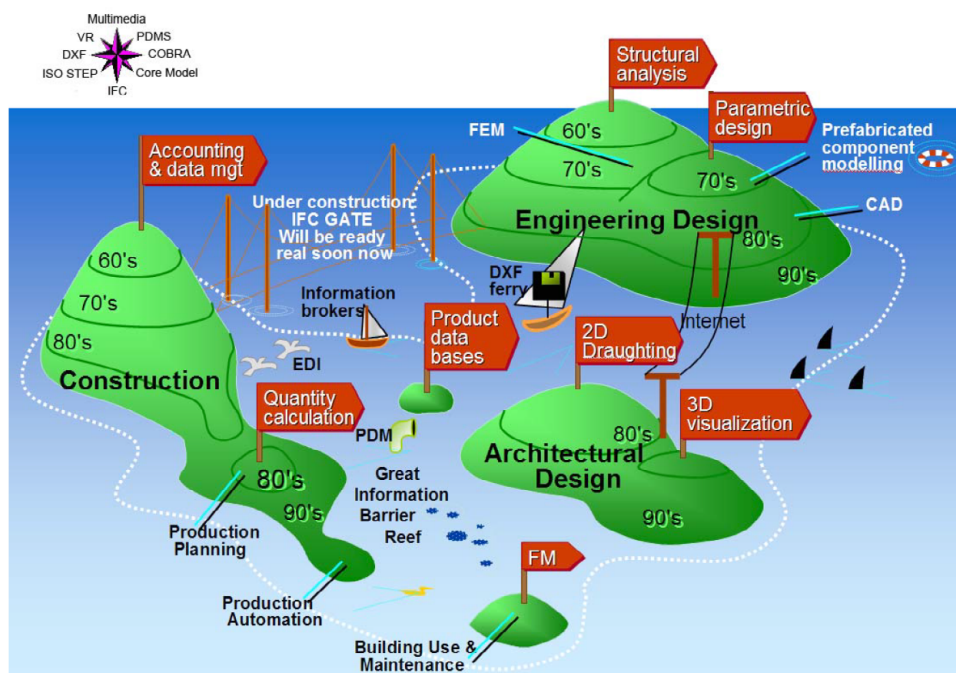 Multimedia
VR
PDMS
DXF
COBRA
ISO STEP
Core Model
IFC
Structural
analysis
Parametric
design
FEM
60's
70's
70's
Prefabricated
component
modelling
CAD
Engineering Design
80's
90's
Accounting
& data mgt
Under construction
IFC GATE
Will be ready
real soon now
60's
70's
80's
Construction
Information
brokers
EDI
DXF
ferry
Internet
Product
data
bases
2D
Draughting
3D
visualization
80's
Architectural
Design
90's
Quantity
calculation
80's
90's
PDM
Great
Information
Barrier
Reef
Production
Planning
Production
Automation
FM
Building Use &
Maintenance